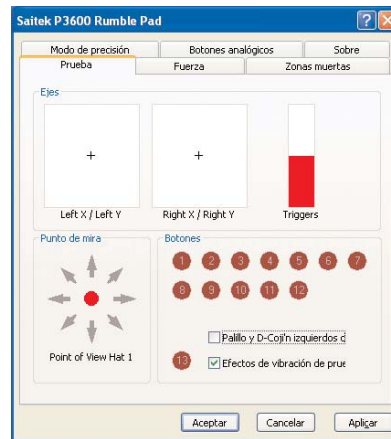 Saitek P3600 Rumble Pad
Modo de precisión Botones analógicos Sobre
Prueba Fuerza Zonas muertas
Ejes
Left X / Left Y Right X / Right Y Triggers
Punto de mira
Point of View Hat 1
Botones
1 2 3 4 5 6 7
8 9 10 11 12
Palillo y D-Coji'n izquierdos c
13 Efectos de vibración de prue
Aceptar Cancelar Aplicar